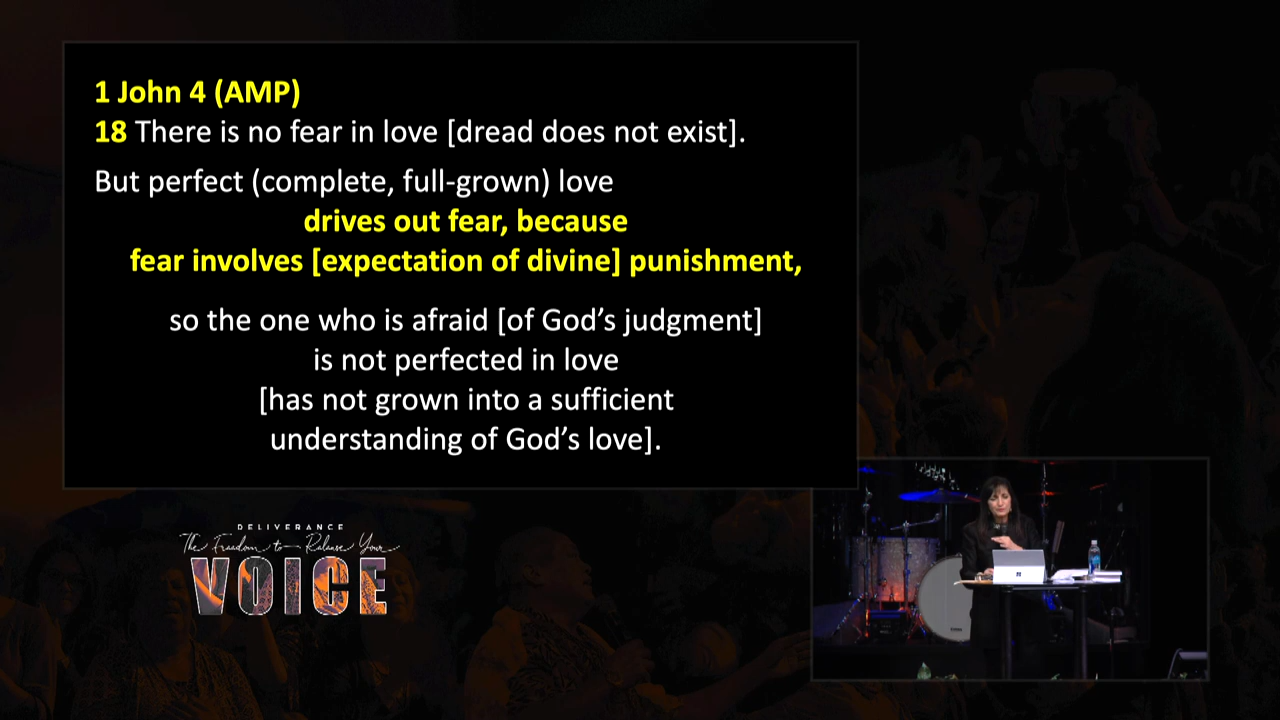 1 John 4 (AMP)
18 There is no fear in love [dread does not exist].
But perfect (complete, full-grown) love
drives out fear, because
fear involves [expectation of divine] punishment,
so the one who is afraid [of God’s judgment]
is not perfected in love
[has not grown into a sufficient
understanding of God’s love].
DELIVERANCE
The Freedom to Release Your
VOICE